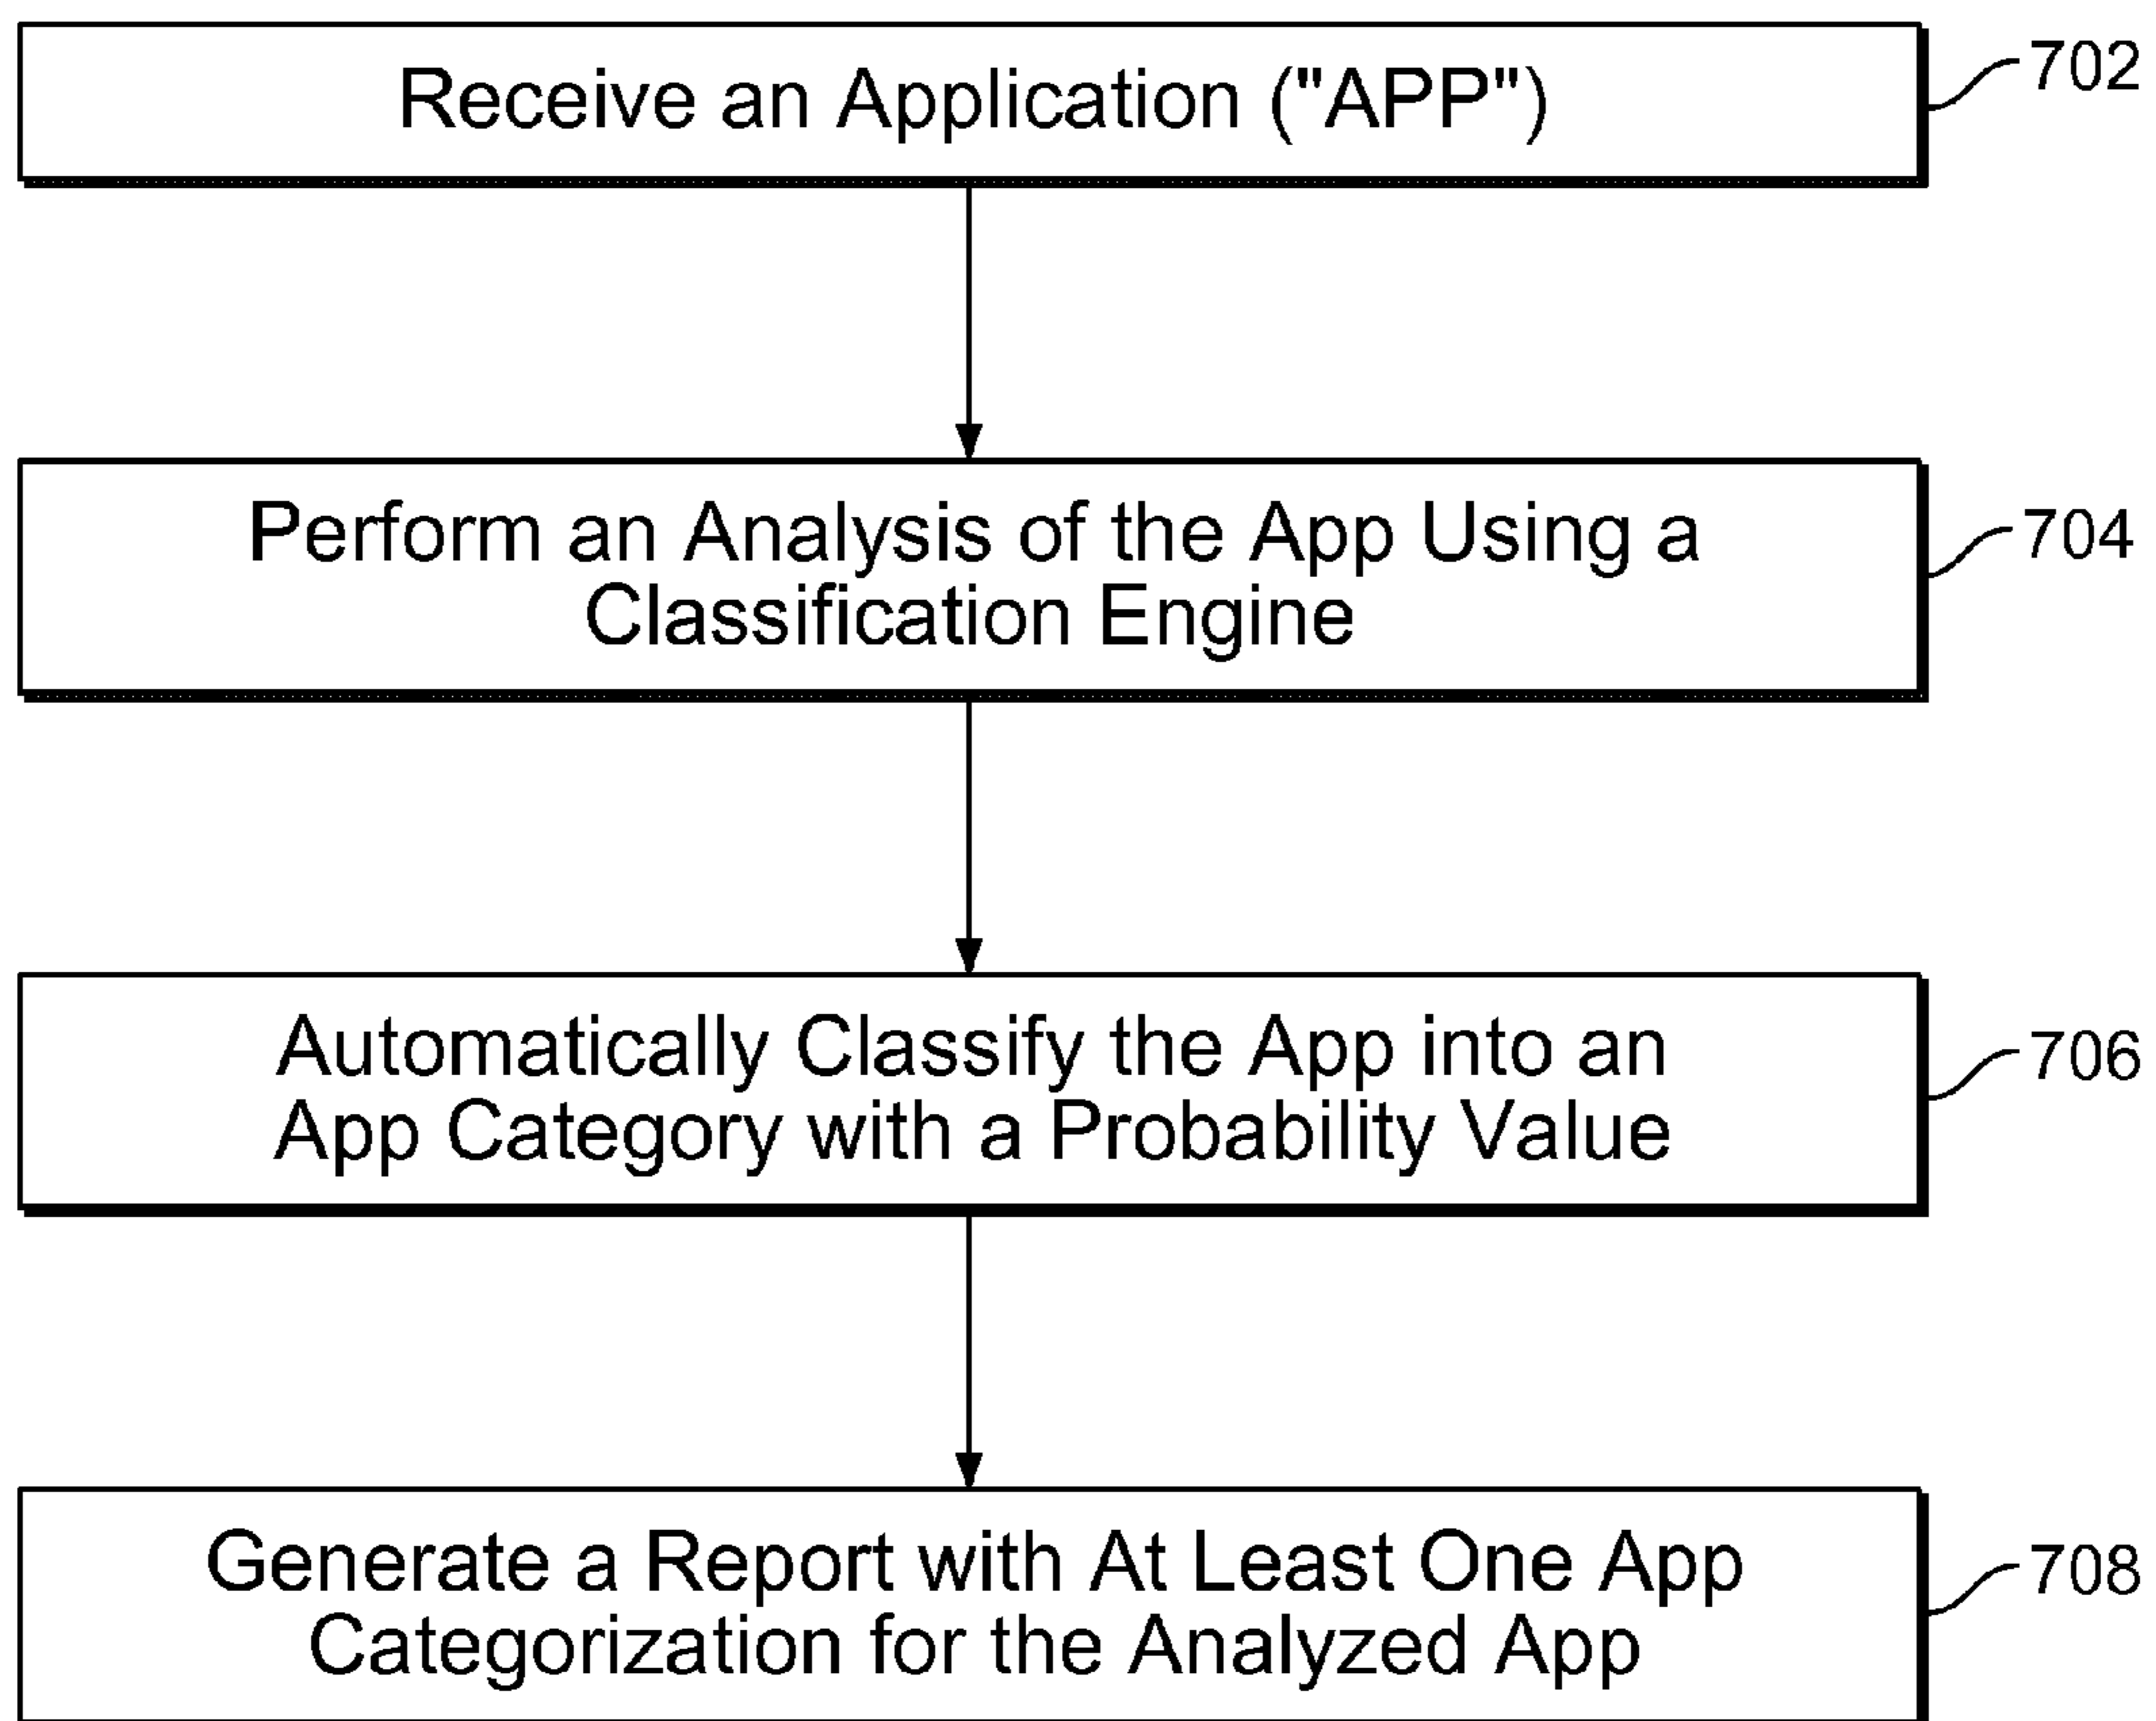 Receive an Application ("APP")
702
Perform an Analysis of the App Using a
Classification Engine
704
Automatically Classify the App into an
App Category with a Probability Value
706
Generate a Report with At Least One App
Categorization for the Analyzed App
708